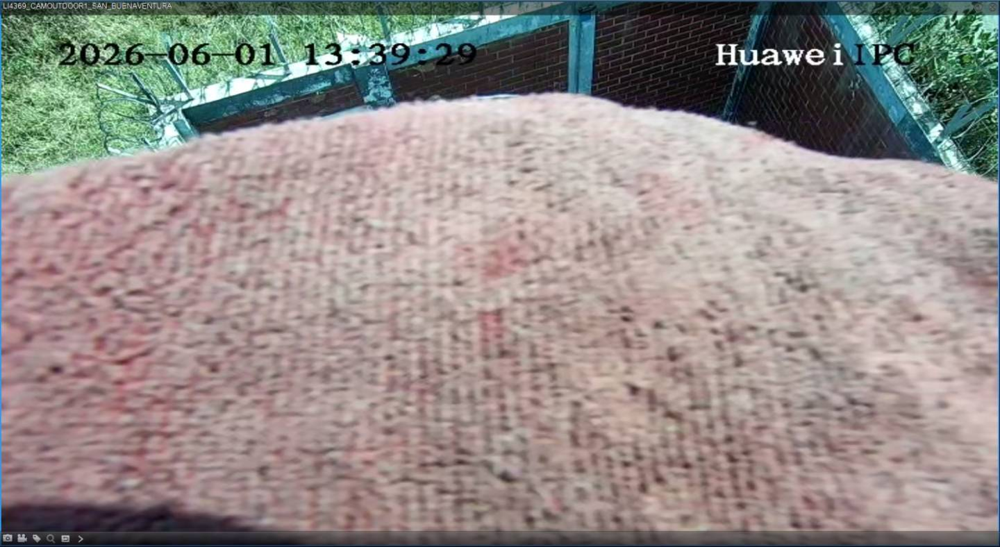 LI4369_CAMOUTDOOR1_SAN_BUENAVENTURA
2026-06-01 13:39:29
Huawei IPC